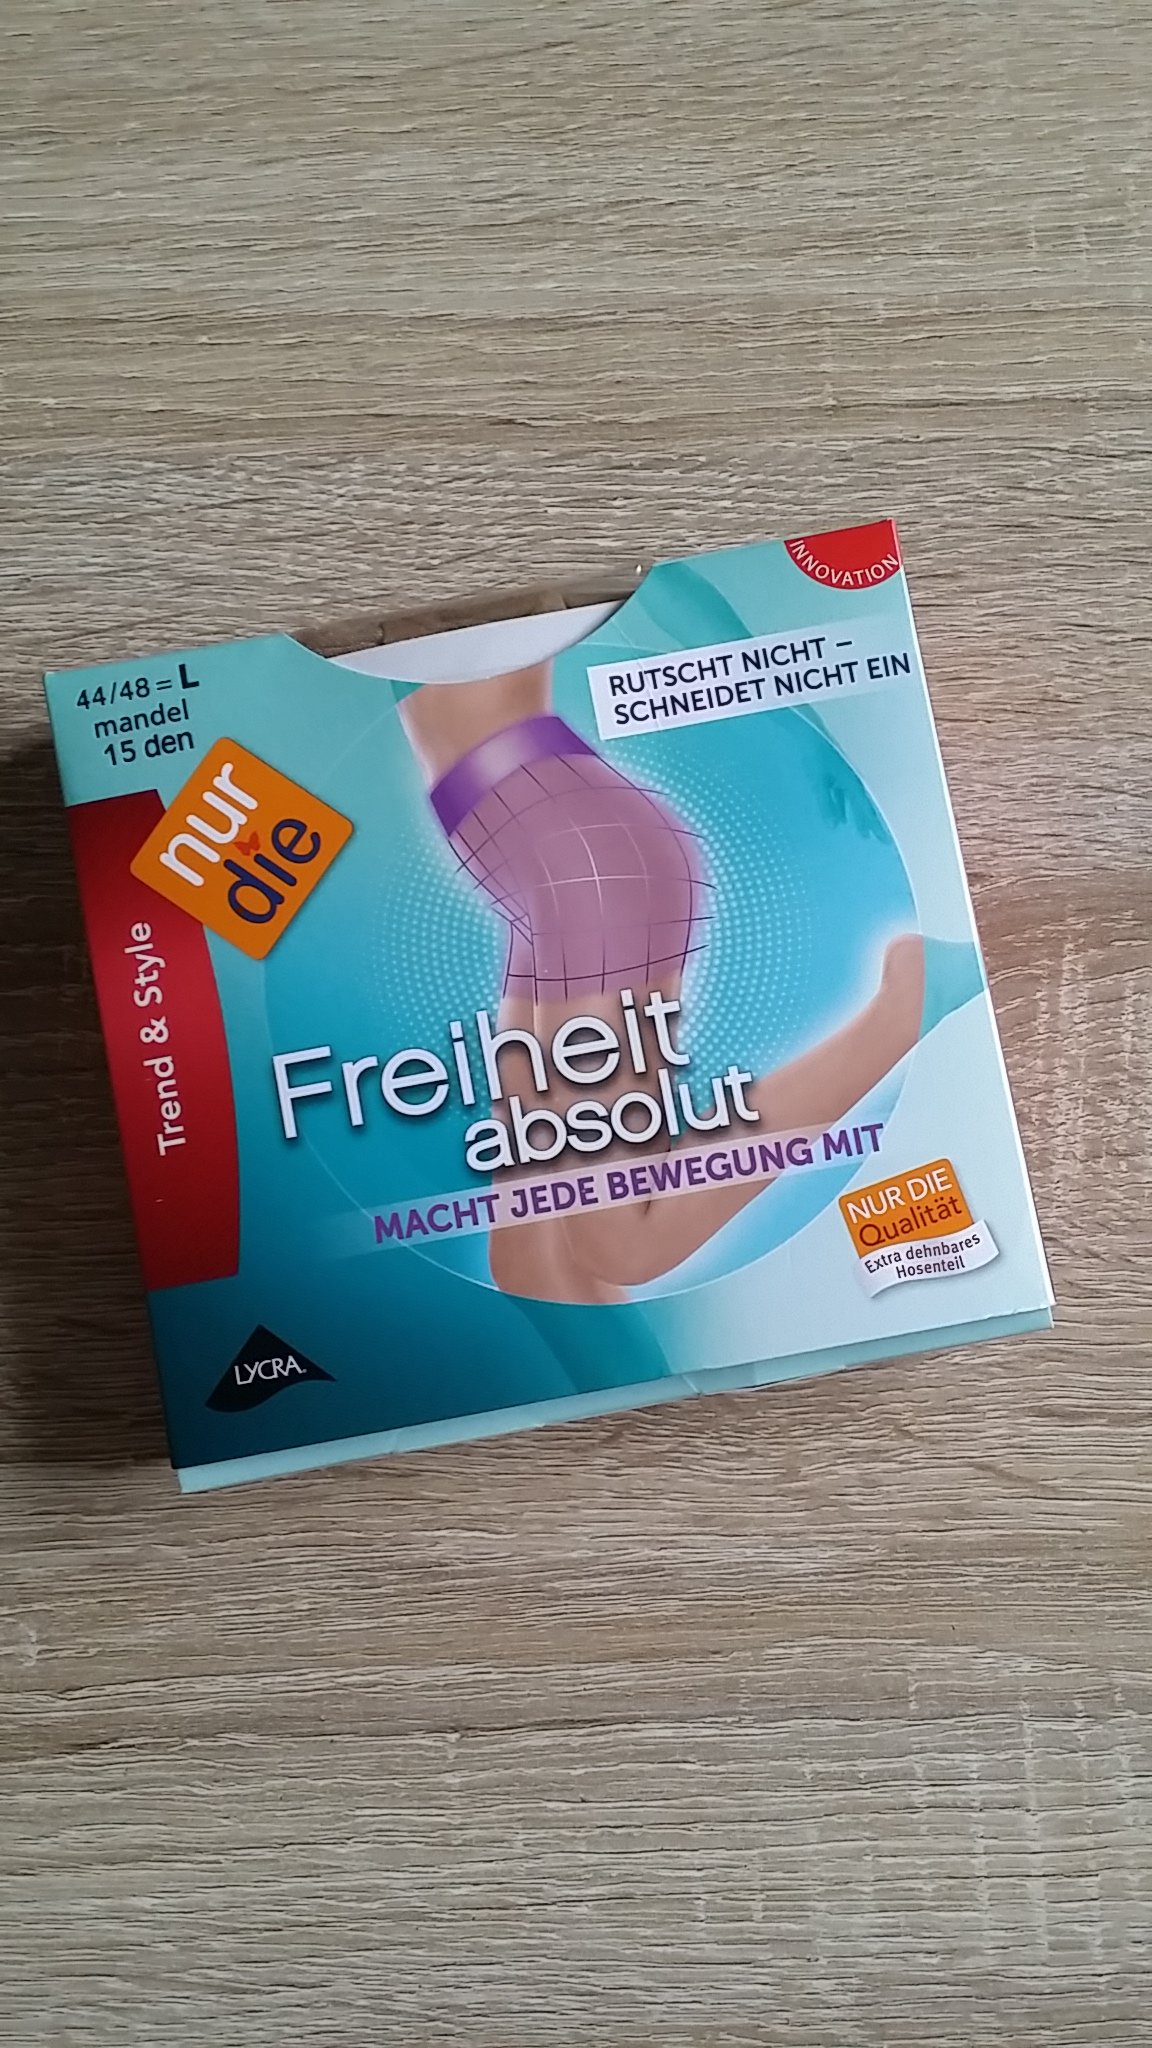 INNOVATION
44/48 = L
mandel
15 den
RUTSCHT NICHT –
SCHNEIDET NICHT EIN
nur
die
Trend & Style
Freiheit
absolut
MACHT JEDE BEWEGUNG MIT
NUR DIE
Qualität
Extra dehnbares
Hosenteil
LYCRA®